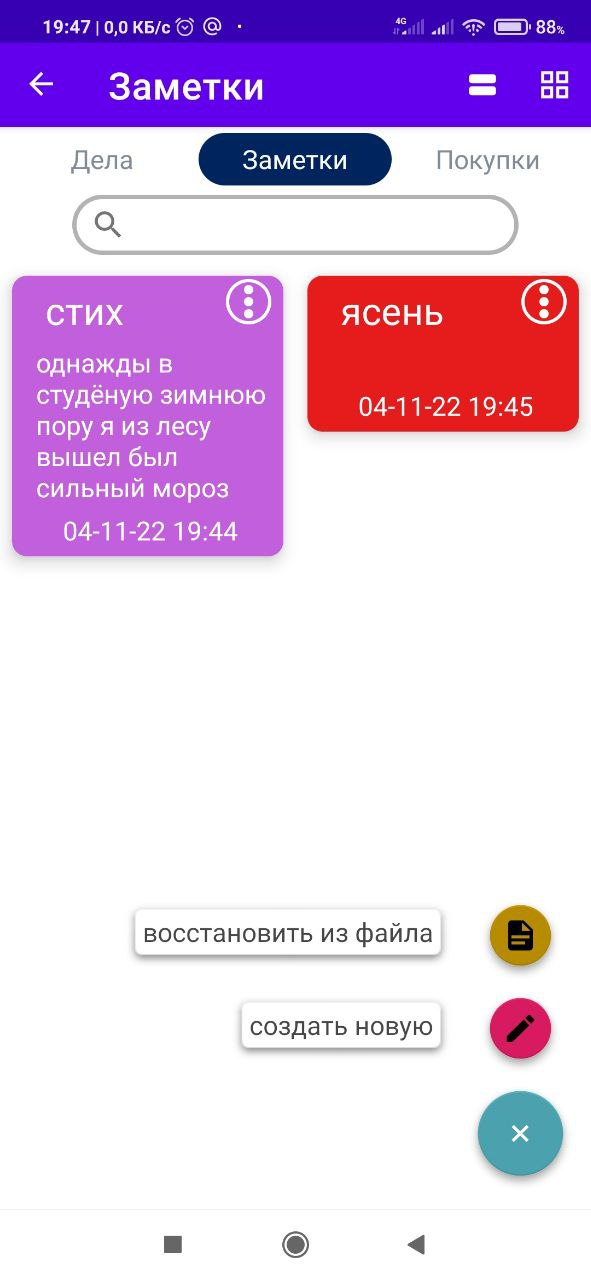 19:47 | 0,0 КБ/с
4G
88%
Заметки
Дела Заметки Покупки
стих
однажды в
студёную зимнюю
пору я из лесу
вышел был
сильный мороз
04-11-22 19:44
ясень
04-11-22 19:45
восстановить из файла
создать новую